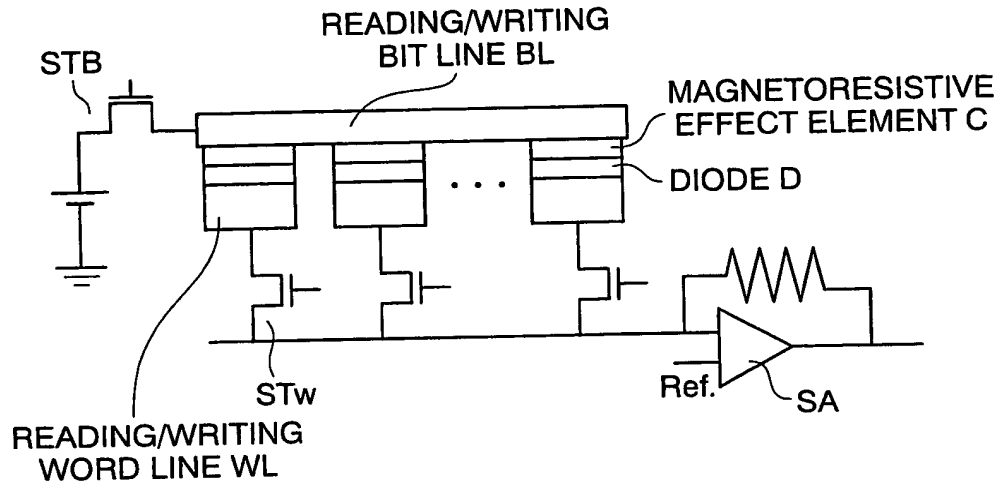 READING/WRITING
BIT LINE BL
STB
MAGNETORESISTIVE
EFFECT ELEMENT C
DIODE D
STw
Ref.
SA
READING/WRITING
WORD LINE WL